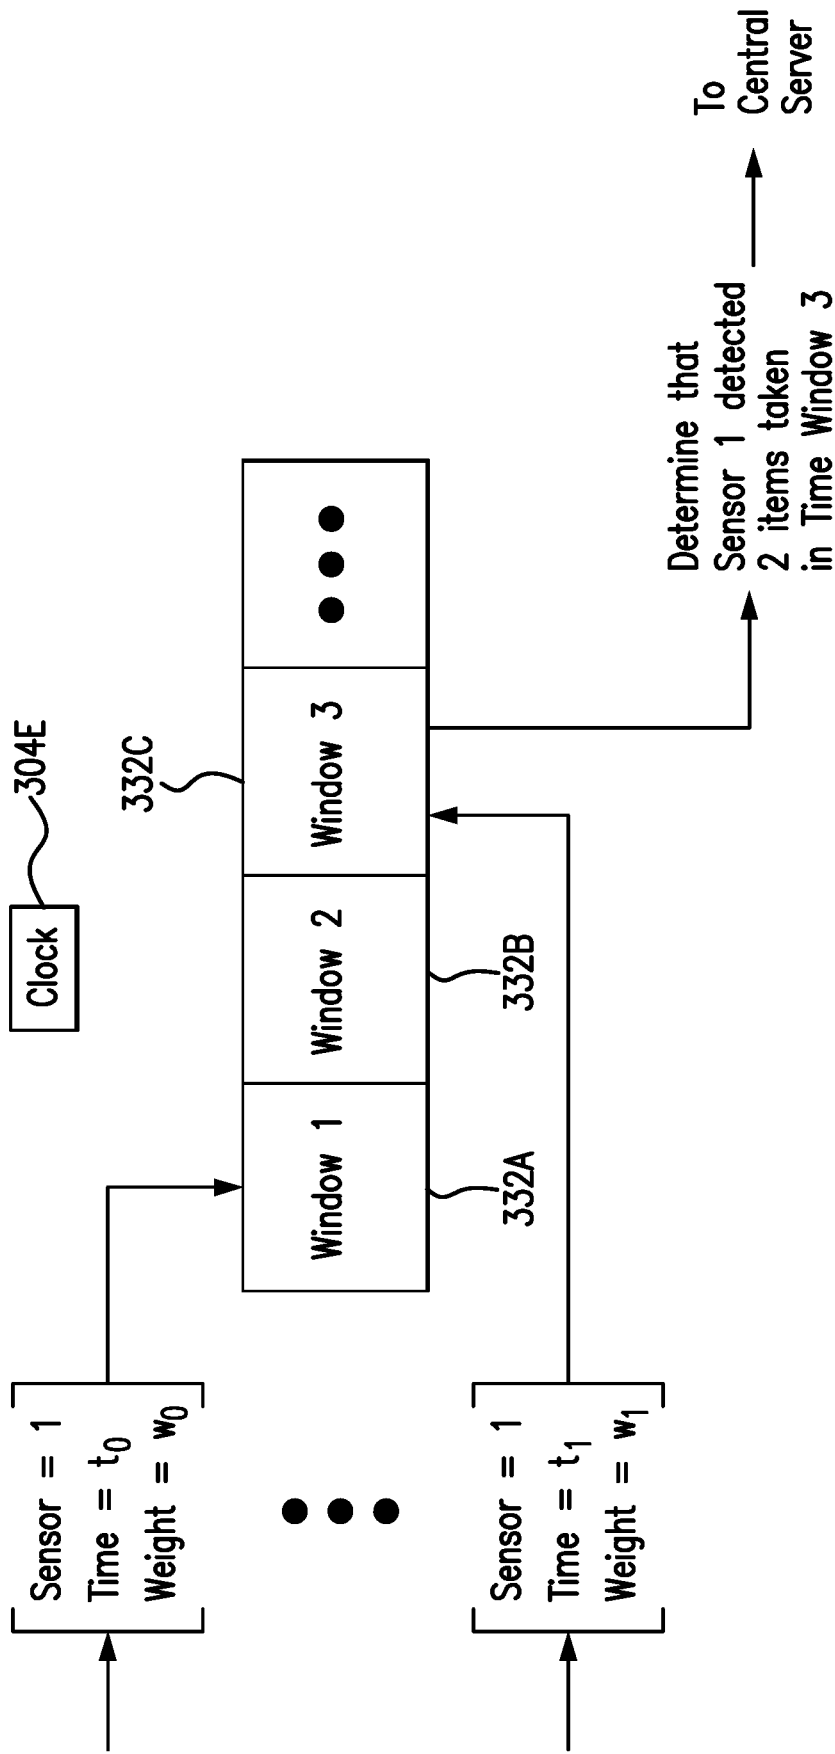 Clock
304E
Sensor = 1
Time = t₀
Weight = w₀
332C
Window 1
Window 2
Window 3
332A
332B
Sensor = 1
Time = t₁
Weight = w₁
Determine that
Sensor 1 detected
2 items taken
in Time Window 3
To
Central
Server